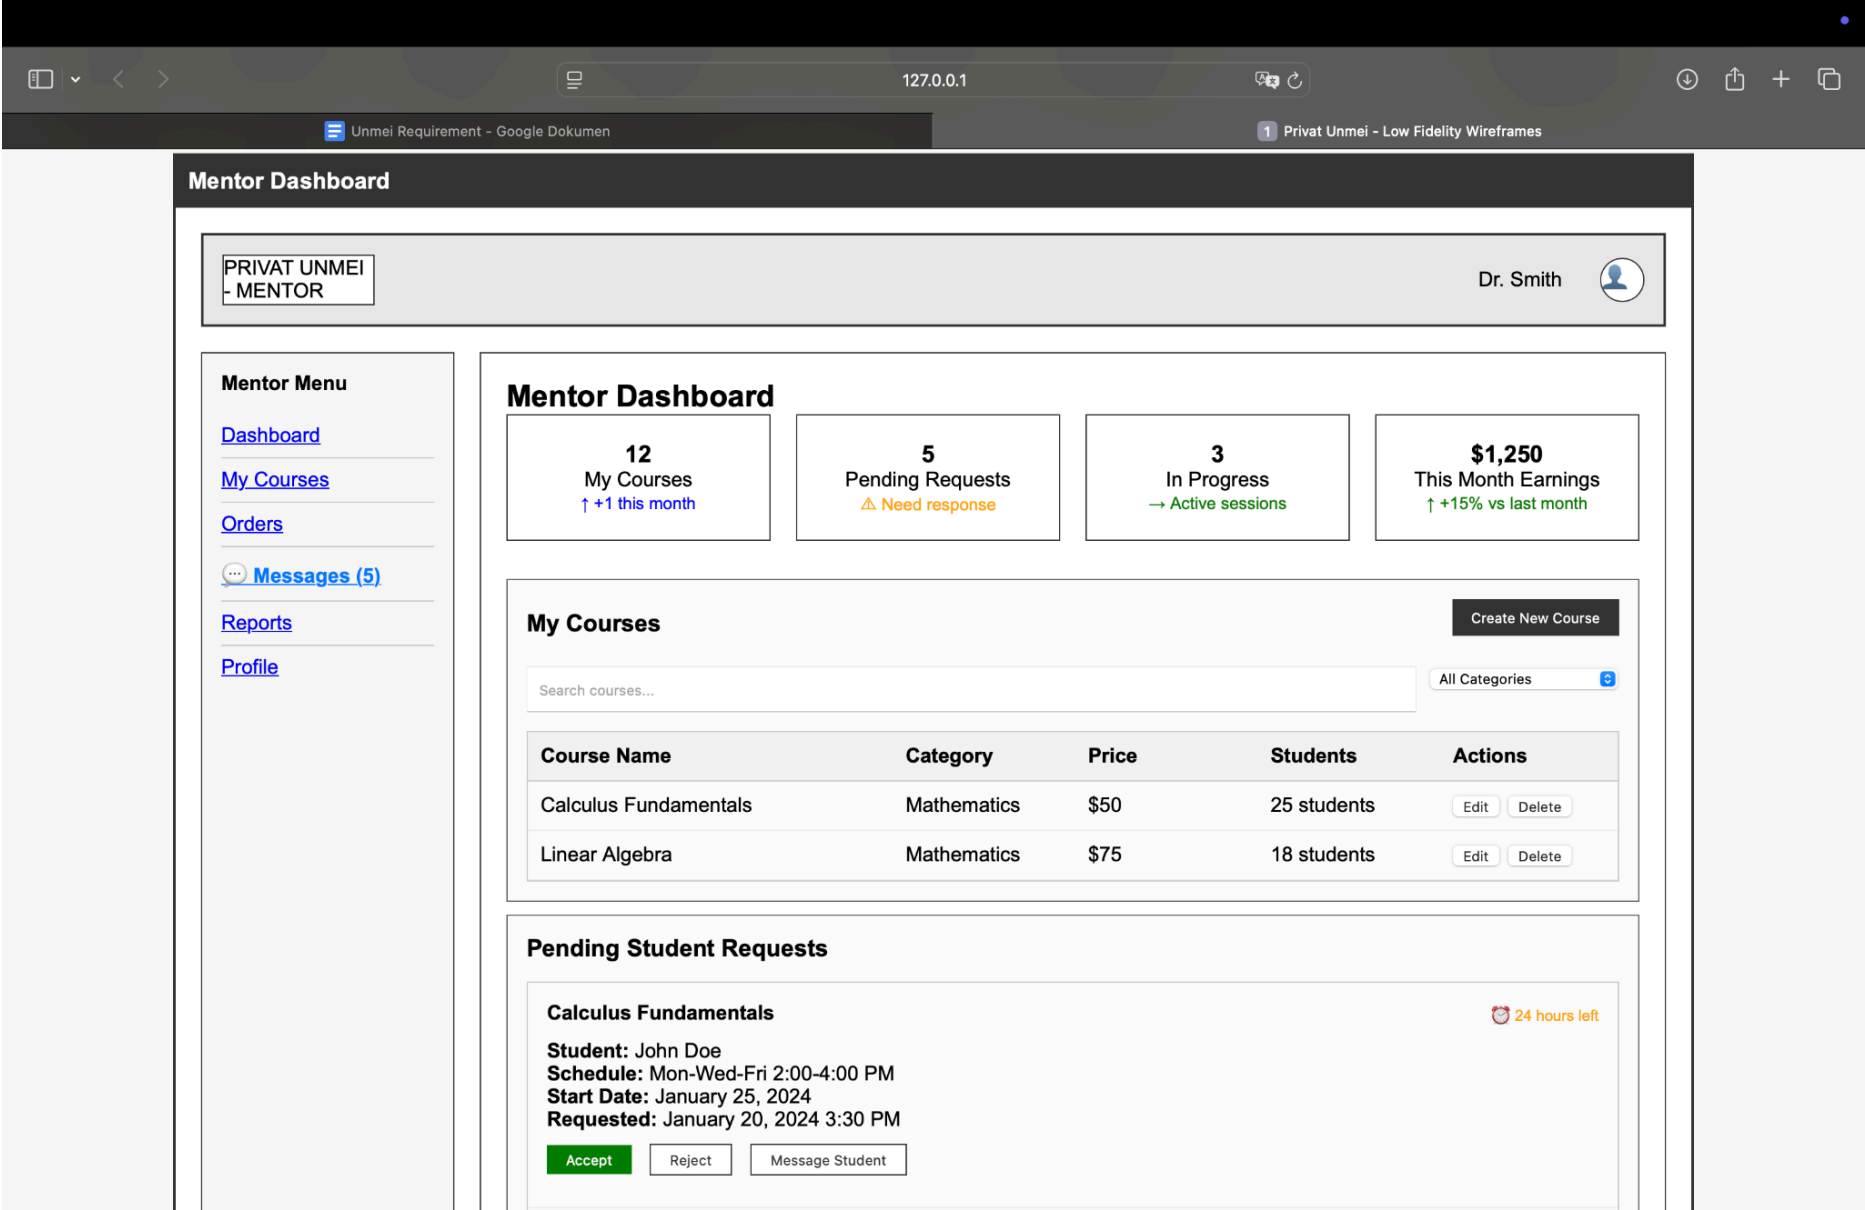 127.0.0.1
Unmei Requirement - Google Dokumen
1 Privat Unmei - Low Fidelity Wireframes
Mentor Dashboard
PRIVAT UNMEI
- MENTOR
Dr. Smith
Mentor Menu
Dashboard
My Courses
Orders
💬 Messages (5)
Reports
Profile
Mentor Dashboard
12
My Courses
↑ +1 this month
5
Pending Requests
⚠ Need response
3
In Progress
→ Active sessions
$1,250
This Month Earnings
↑ +15% vs last month
My Courses
Create New Course
Search courses...
All Categories
Course Name Category Price Students Actions
Calculus Fundamentals Mathematics $50 25 students Edit Delete
Linear Algebra Mathematics $75 18 students Edit Delete
Pending Student Requests
Calculus Fundamentals
⏰ 24 hours left
Student: John Doe
Schedule: Mon-Wed-Fri 2:00-4:00 PM
Start Date: January 25, 2024
Requested: January 20, 2024 3:30 PM
Accept Reject Message Student